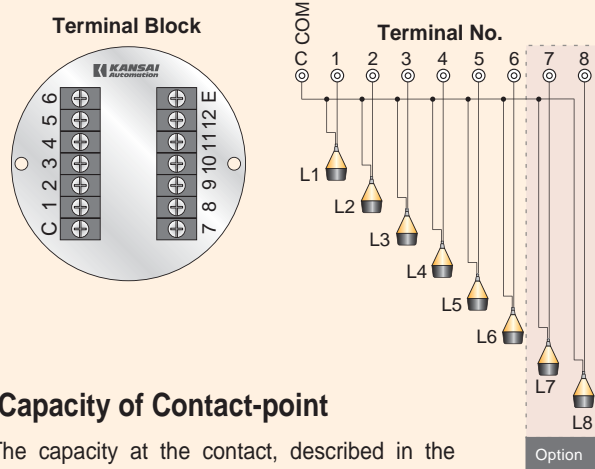 Terminal Block
KANSAI
Automation
6
5
4
3
2
1
C
E
12
11
10
9
8
7
COM
Terminal No.
C 1 2 3 4 5 6 7 8
L1
L2
L3
L4
L5
L6
L7
L8
Option
Capacity of Contact-point
The capacity at the contact, described in the